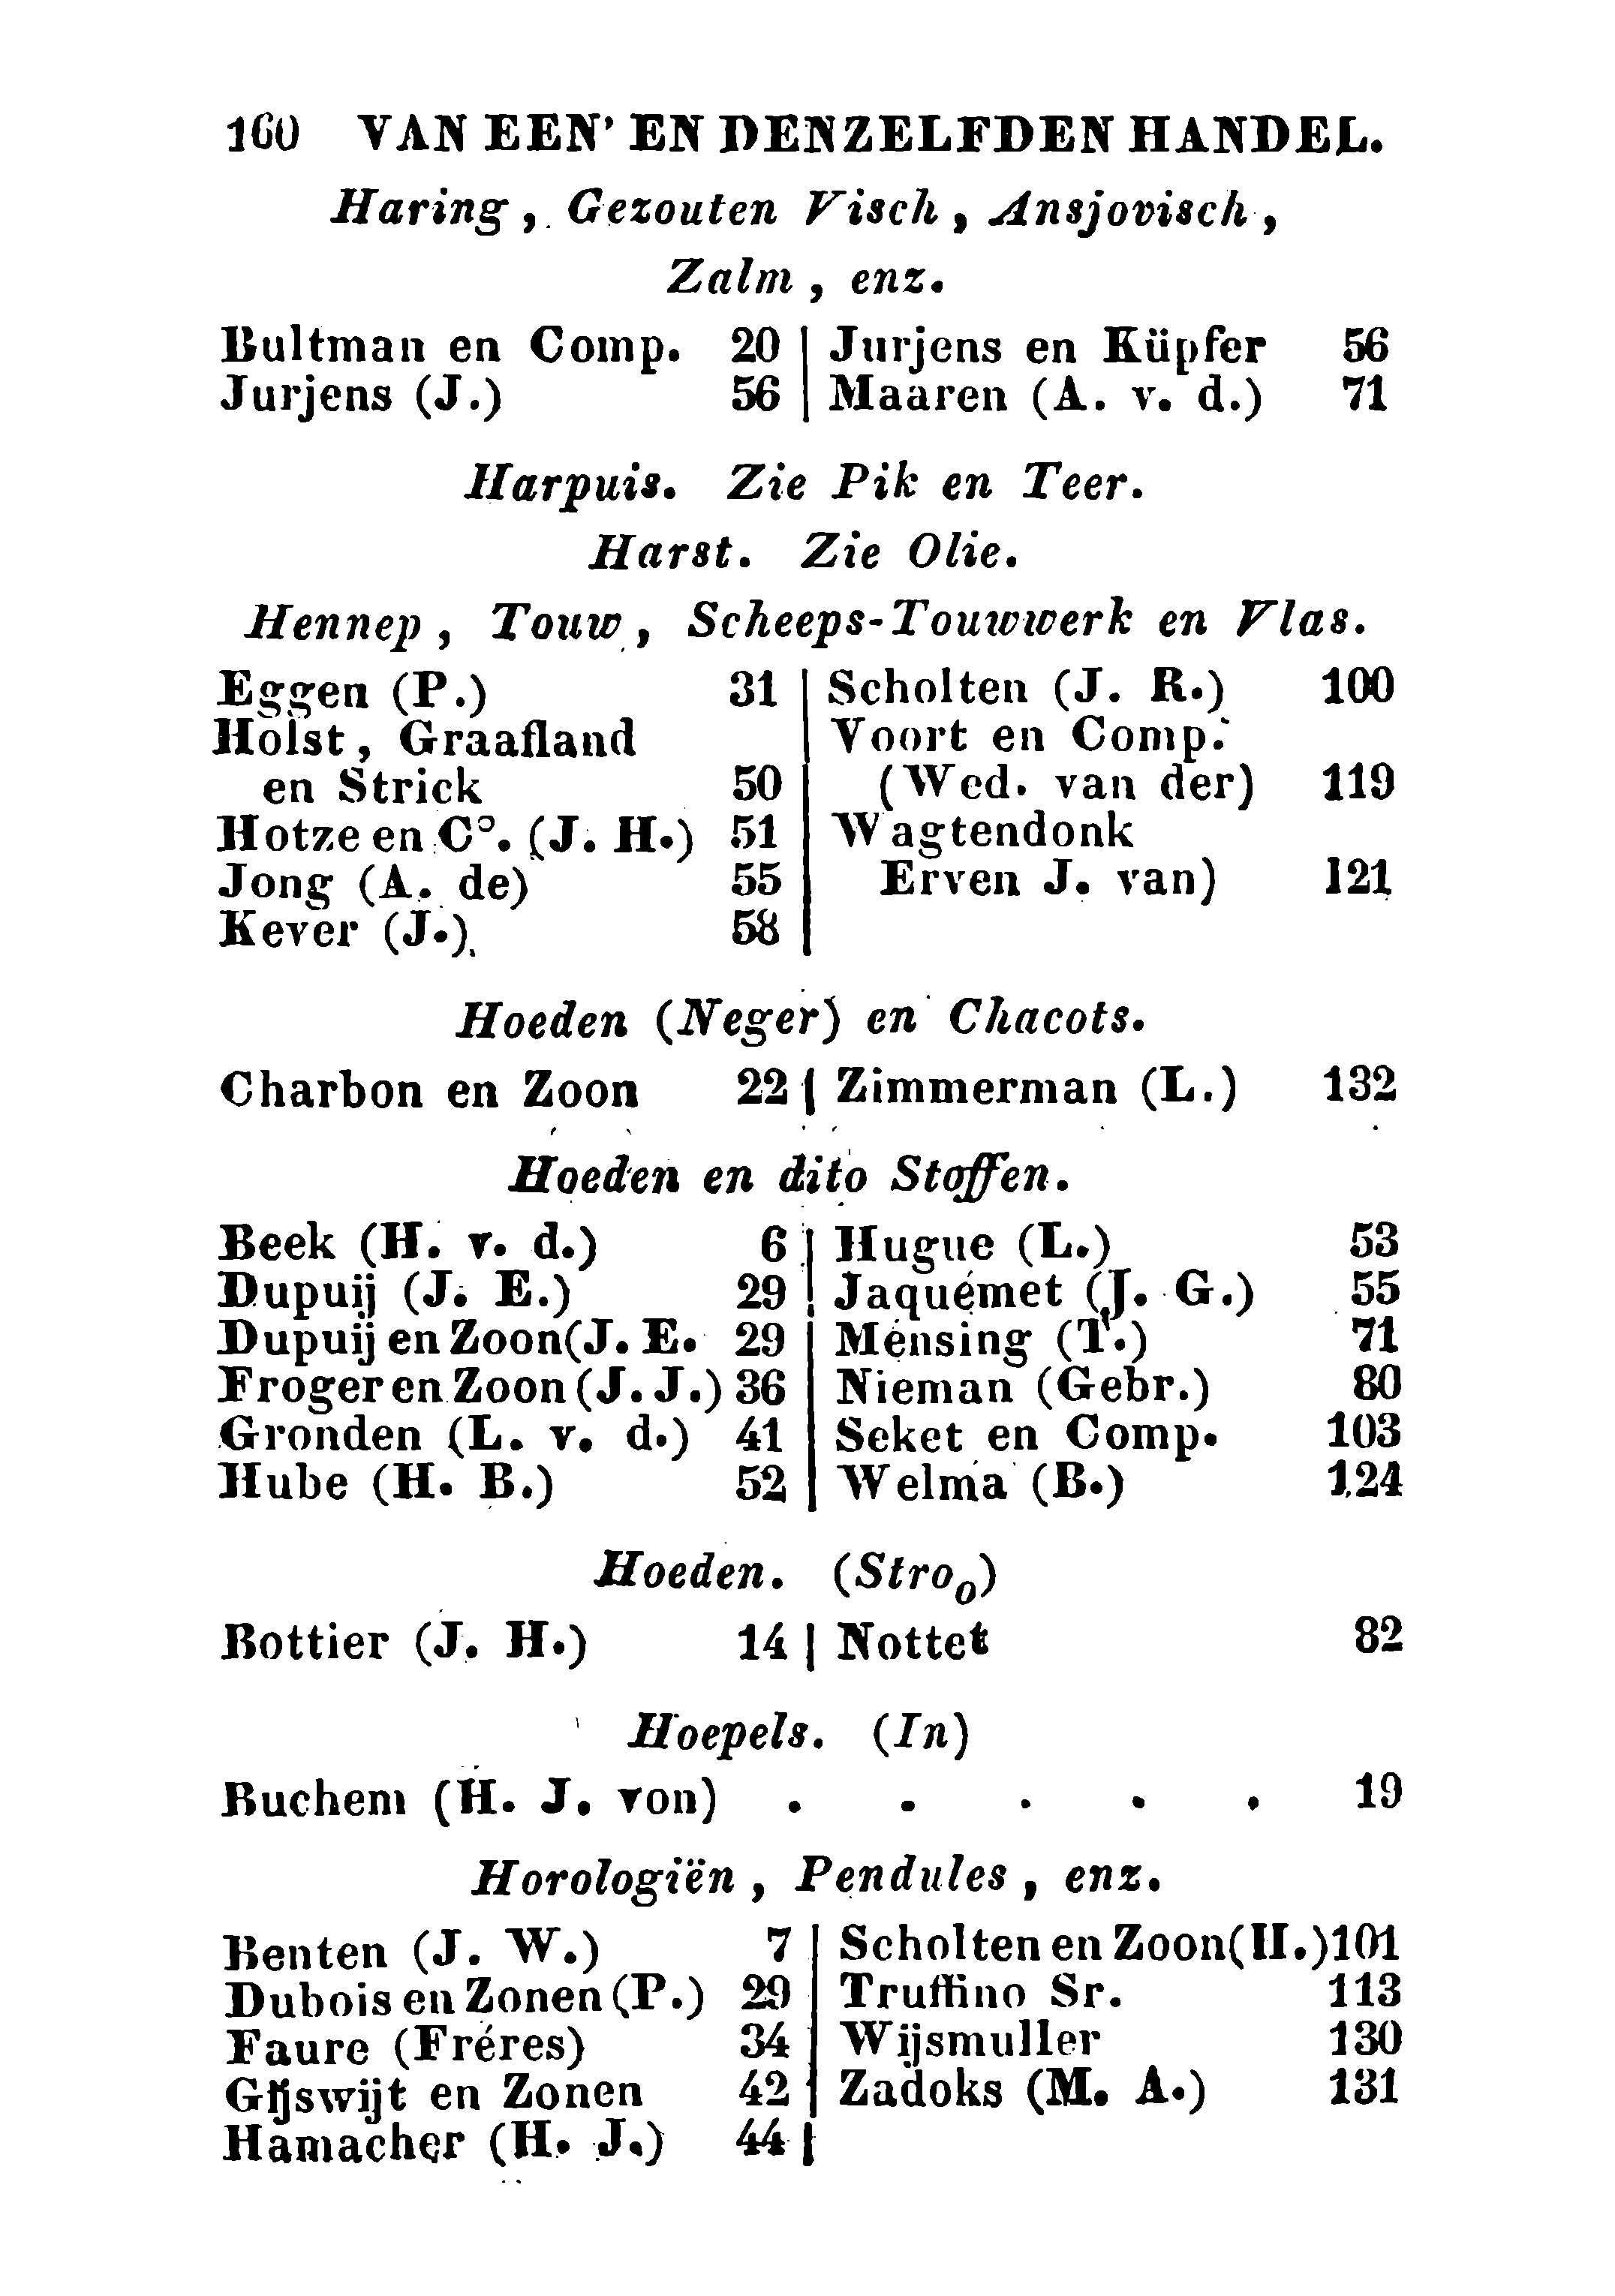 160 VAN EEN' EN DENZELFDEN HANDEL.
Haring, Gezouten Visch, Ansjovisch,
Zalm, enz.
Bultman en Comp. 20
Jurjens (J.) 56
Jurjens en Küpfer 56
Maaren (A. v. d.) 71
Harpuis. Zie Pik en Teer.
Harst. Zie Olie.
Hennep, Touw, Scheeps-Touwwerk en Vlas.
Eggen (P.) 31
Holst, Graafland
en Strick 50
Hotze en C°. (J. H.) 51
Jong (A. de) 55
Kever (J.) 58
Scholten (J. R.) 100
Voort en Comp.
(Wed. van der) 119
Wagtendonk
Erven J. van) 121
Hoeden (Neger) en Chacots.
Charbon en Zoon 22
Zimmerman (L.) 132
Hoeden en dito Stoffen.
Beek (H. v. d.) 6
Dupuij (J. E.) 29
Dupuij en Zoon (J. E. 29
Froger en Zoon (J. J.) 36
Gronden (L. v. d.) 41
Hube (H. B.) 52
Hugue (L.) 53
Jaquemet (J. G.) 55
Mensing (T.) 71
Nieman (Gebr.) 80
Seket en Comp. 103
Welma (B.) 124
Hoeden. (Stroo)
Bottier (J. H.) 14
Nottet 82
Hoepels. (In)
Buchem (H. J. von) . . . . . 19
Horologiën, Pendules, enz.
Benten (J. W.) 7
Dubois en Zonen (P.) 29
Faure (Fréres) 34
Gijswijt en Zonen 42
Hamacher (H. J.) 44
Scholten en Zoon (H.) 101
Truffino Sr. 113
Wijsmuller 130
Zadoks (M. A.) 131